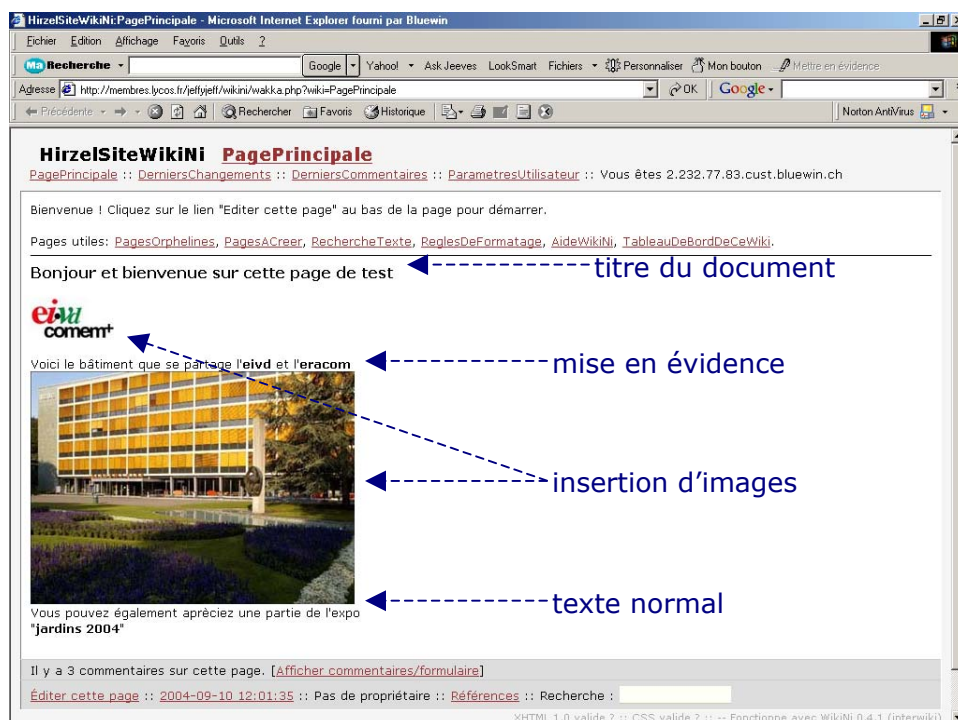 HirzelSiteWikiNi:PagePrincipale - Microsoft Internet Explorer fourni par Bluewin
Fichier Edition Affichage Favoris Outils ?
Ma Recherche Google Yahoo! Ask Jeeves LookSmart Fichiers Personnaliser Mon bouton Mettre en évidence
Adresse http://membres.lycos.fr/jeffyjeff/wikini/wakka.php?wiki=PagePrincipale OK Google
Précédente Rechercher Favoris Historique Norton AntiVirus
HirzelSiteWikiNi PagePrincipale
PagePrincipale :: DerniersChangements :: DerniersCommentaires :: ParametresUtilisateur :: Vous êtes 2.232.77.83.cust.bluewin.ch
Bienvenue ! Cliquez sur le lien "Editer cette page" au bas de la page pour démarrer.
Pages utiles: PagesOrphelines, PagesACreer, RechercheTexte, ReglesDeFormatage, AideWikiNi, TableauDeBordDeCeWiki.
Bonjour et bienvenue sur cette page de test
titre du document
ei-vd
comem+
Voici le bâtiment que se partage l'eivd et l'eracom
mise en évidence
insertion d'images
texte normal
Vous pouvez également aprèciez une partie de l'expo
"jardins 2004"
Il y a 3 commentaires sur cette page. [Afficher commentaires/formulaire]
Éditer cette page :: 2004-09-10 12:01:35 :: Pas de propriétaire :: Références :: Recherche :
XHTML 1.0 valide ? :: CSS valide ? :: -- Fonctionne avec WikiNi 0.4.1 (interwiki)